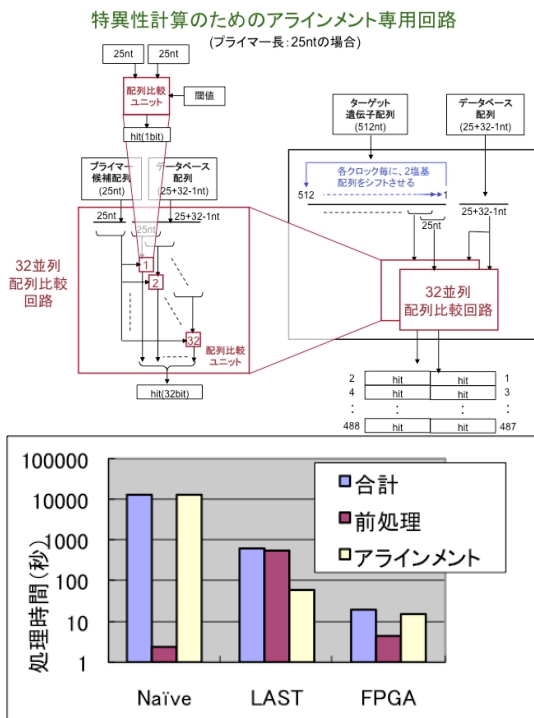 特異性計算のためのアラインメント専用回路
(プライマー長:25ntの場合)
25nt
25nt
配列比較
ユニット
閾値
hit(1bit)
プライマー
候補配列
(25nt)
データベース
配列
(25+32-1nt)
25+32-1nt
25nt
1
2
32
32並列
配列比較
回路
配列比較
ユニット
hit(32bit)
ターゲット
遺伝子配列
(512nt)
データベース
配列
(25+32-1nt)
各クロック毎に、2塩基
配列をシフトさせる
512
1
25nt
25+32-1nt
32並列
配列比較回路
2 hit hit 1
4 hit hit 3
: : : :
488 hit hit 487
処理時間(秒)
100000
10000
1000
100
10
1
合計
前処理
アラインメント
Naïve
LAST
FPGA